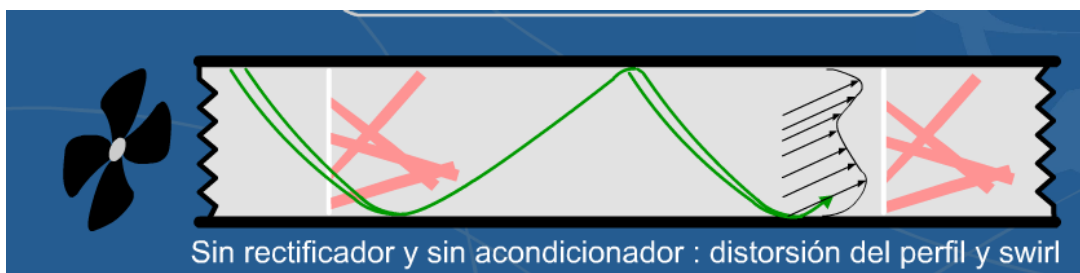 Sin rectificador y sin acondicionador : distorsión del perfil y swirl